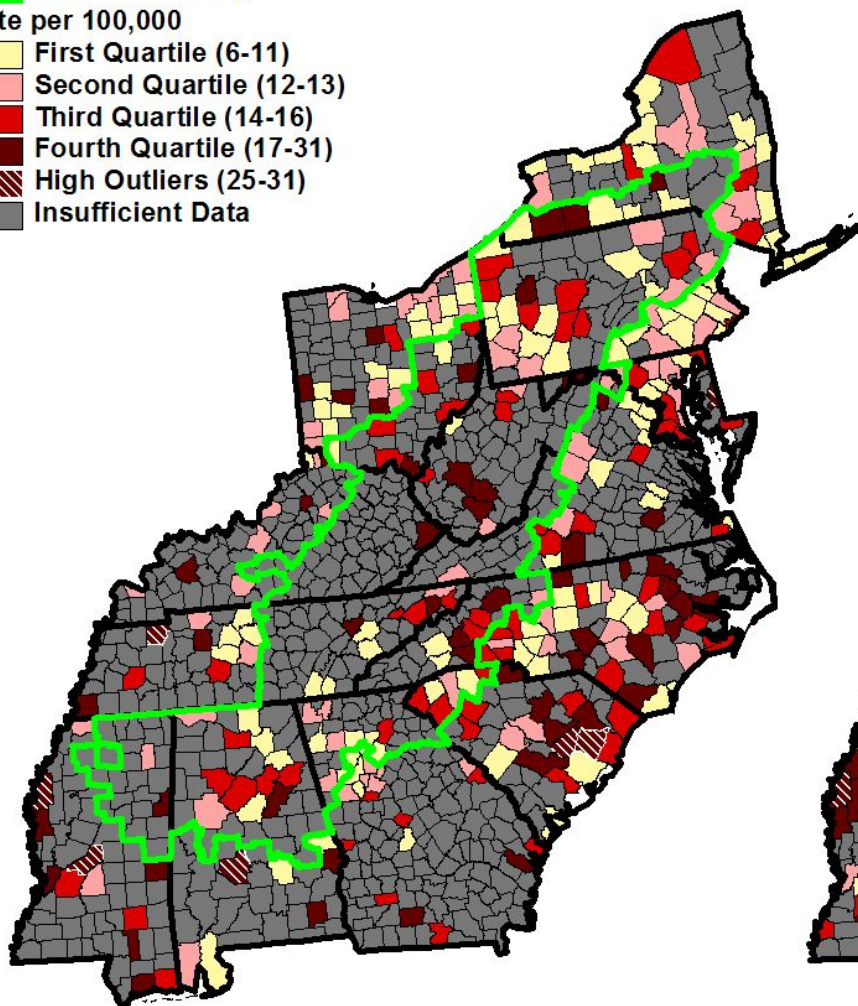 te per 100,000
First Quartile (6-11)
Second Quartile (12-13)
Third Quartile (14-16)
Fourth Quartile (17-31)
High Outliers (25-31)
Insufficient Data